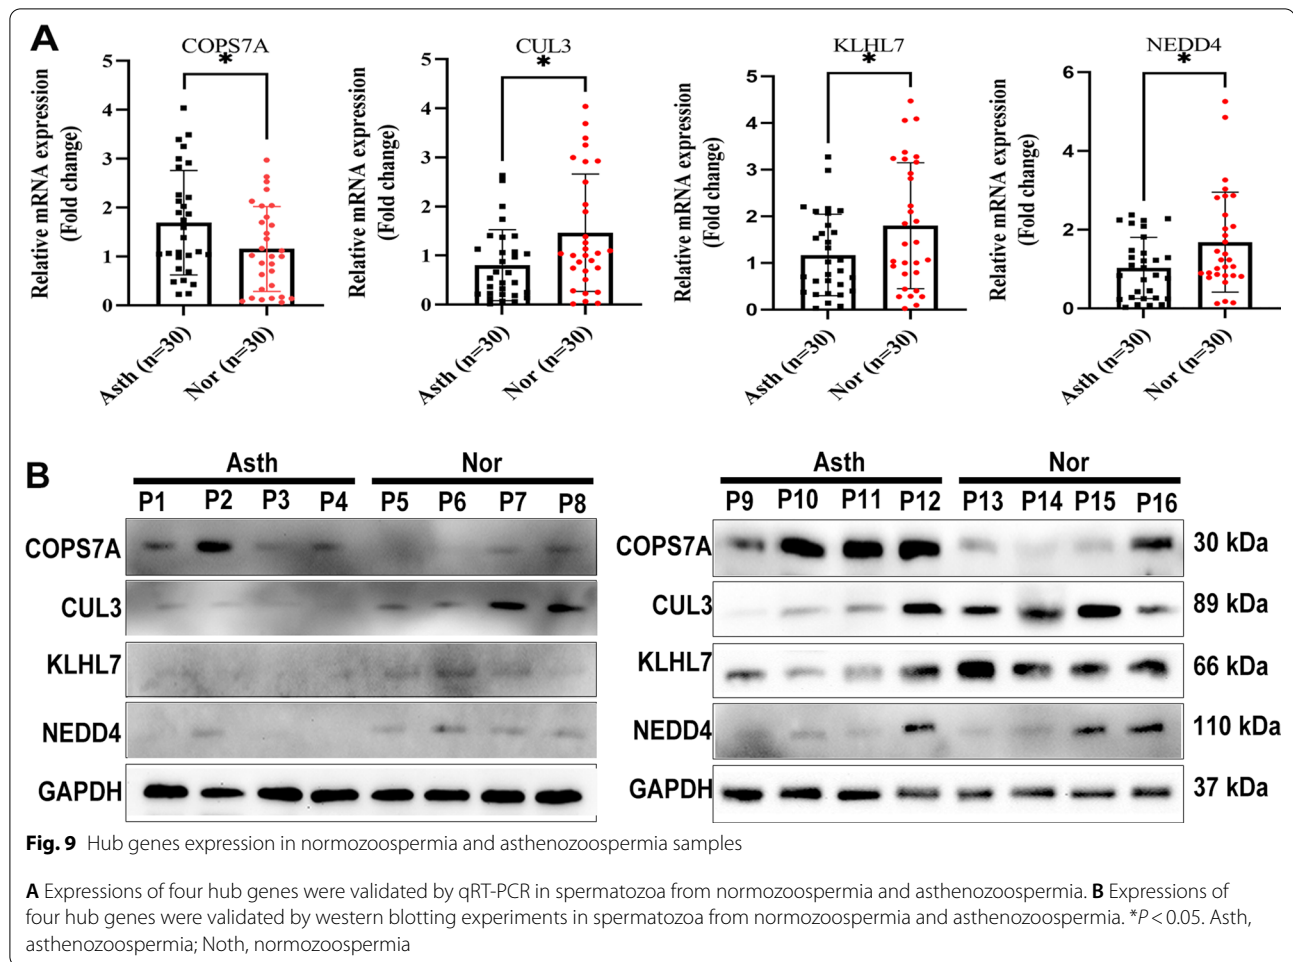 A
COPS7A
*
Relative mRNA expression
(Fold change)
5
4
3
2
1
0
Asth (n=30)
Nor (n=30)
CUL3
*
Relative mRNA expression
(Fold change)
5
4
3
2
1
0
Asth (n=30)
Nor (n=30)
KLHL7
*
Relative mRNA expression
(Fold change)
5
4
3
2
1
0
Asth (n=30)
Nor (n=30)
NEDD4
*
Relative mRNA expression
(Fold change)
6
4
2
0
Asth (n=30)
Nor (n=30)
B
Asth Nor
P1 P2 P3 P4 P5 P6 P7 P8
COPS7A
CUL3
KLHL7
NEDD4
GAPDH
Asth Nor
P9 P10 P11 P12 P13 P14 P15 P16
COPS7A 30 kDa
CUL3 89 kDa
KLHL7 66 kDa
NEDD4 110 kDa
GAPDH 37 kDa
Fig. 9 Hub genes expression in normozoospermia and asthenozoospermia samples
A Expressions of four hub genes were validated by qRT-PCR in spermatozoa from normozoospermia and asthenozoospermia. B Expressions of
four hub genes were validated by western blotting experiments in spermatozoa from normozoospermia and asthenozoospermia. *P < 0.05. Asth,
asthenozoospermia; Noth, normozoospermia